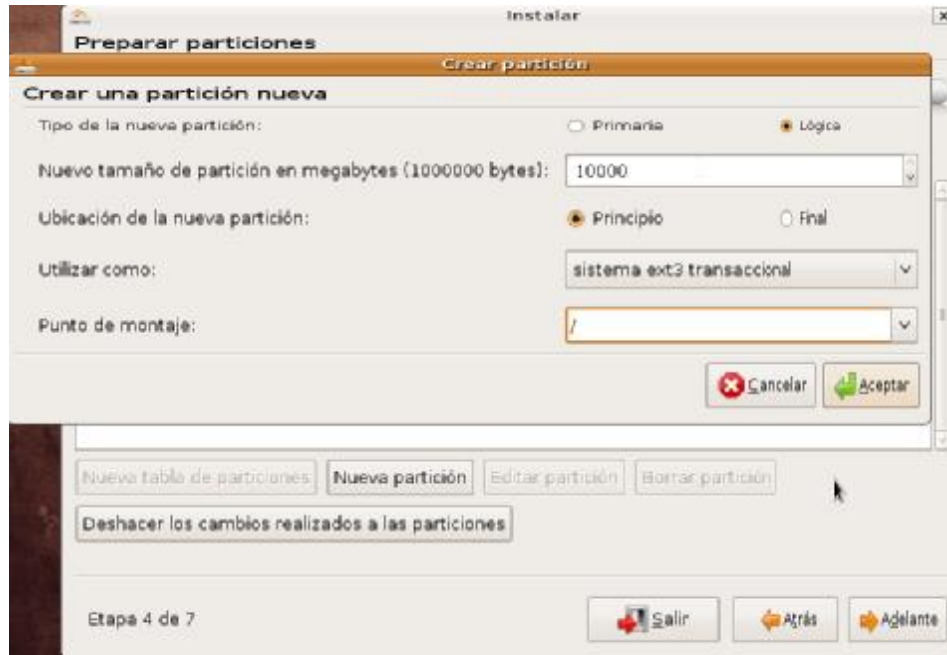 Instalar
Preparar particiones
Crear partición
Crear una partición nueva
Tipo de la nueva partición: Primaria Lógica
Nuevo tamaño de partición en megabytes (1000000 bytes): 10000
Ubicación de la nueva partición: Principio Final
Utilizar como: sistema ext3 transaccional
Punto de montaje: /
Cancelar Aceptar
Nueva tabla de particiones Nueva partición Editar partición Borrar partición
Deshacer los cambios realizados a las particiones
Etapa 4 de 7 Salir Atrás Adelante